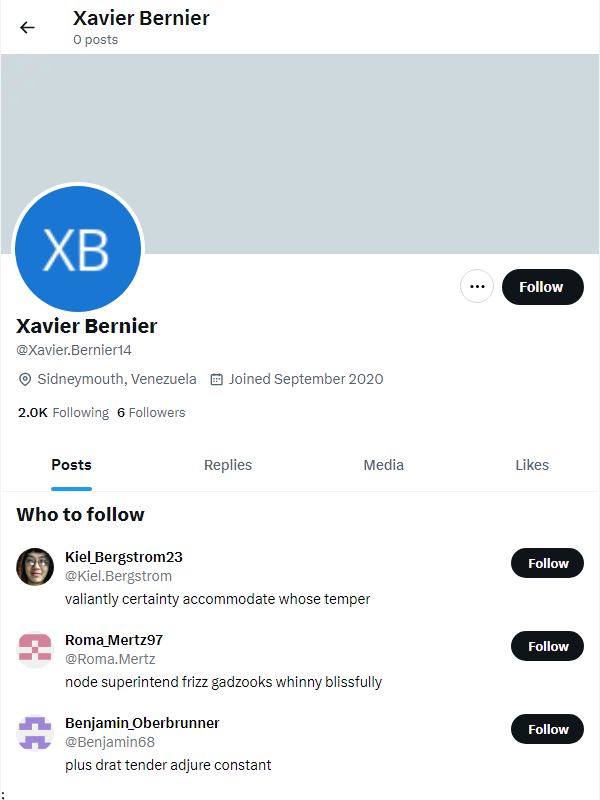 Xavier Bernier
0 posts
XB
Follow
Xavier Bernier
@Xavier.Bernier14
Sidneymouth, Venezuela Joined September 2020
2.0K Following 6 Followers
Posts Replies Media Likes
Who to follow
Kiel_Bergstrom23
@Kiel.Bergstrom
Follow
valiantly certainty accommodate whose temper
Roma_Mertz97
@Roma.Mertz
Follow
node superintend frizz gadzooks whinny blissfully
Benjamin_Oberbrunner
@Benjamin68
Follow
plus drat tender adjure constant
;